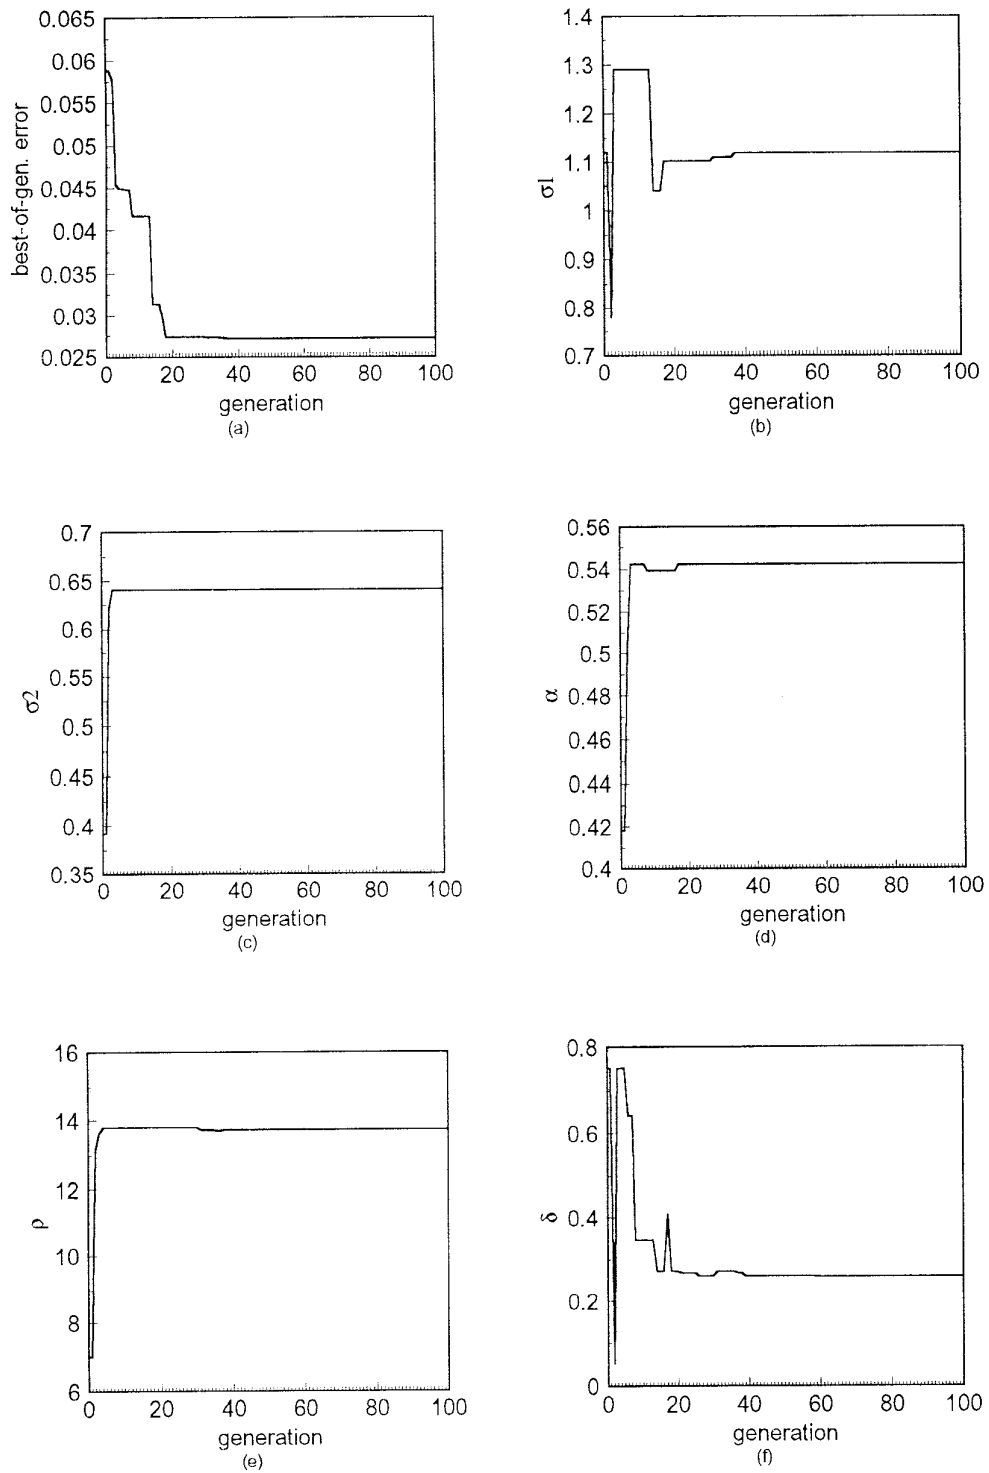 best-of-gen. error
0.065
0.06
0.055
0.05
0.045
0.04
0.035
0.03
0.025
0 20 40 60 80 100
generation
(a)
σ1
1.4
1.3
1.2
1.1
1
0.9
0.8
0.7
0 20 40 60 80 100
generation
(b)
σ2
0.7
0.65
0.6
0.55
0.5
0.45
0.4
0.35
0 20 40 60 80 100
generation
(c)
α
0.56
0.54
0.52
0.5
0.48
0.46
0.44
0.42
0.4
0 20 40 60 80 100
generation
(d)
ρ
16
14
12
10
8
6
0 20 40 60 80 100
generation
(e)
δ
0.8
0.6
0.4
0.2
0
0 20 40 60 80 100
generation
(f)